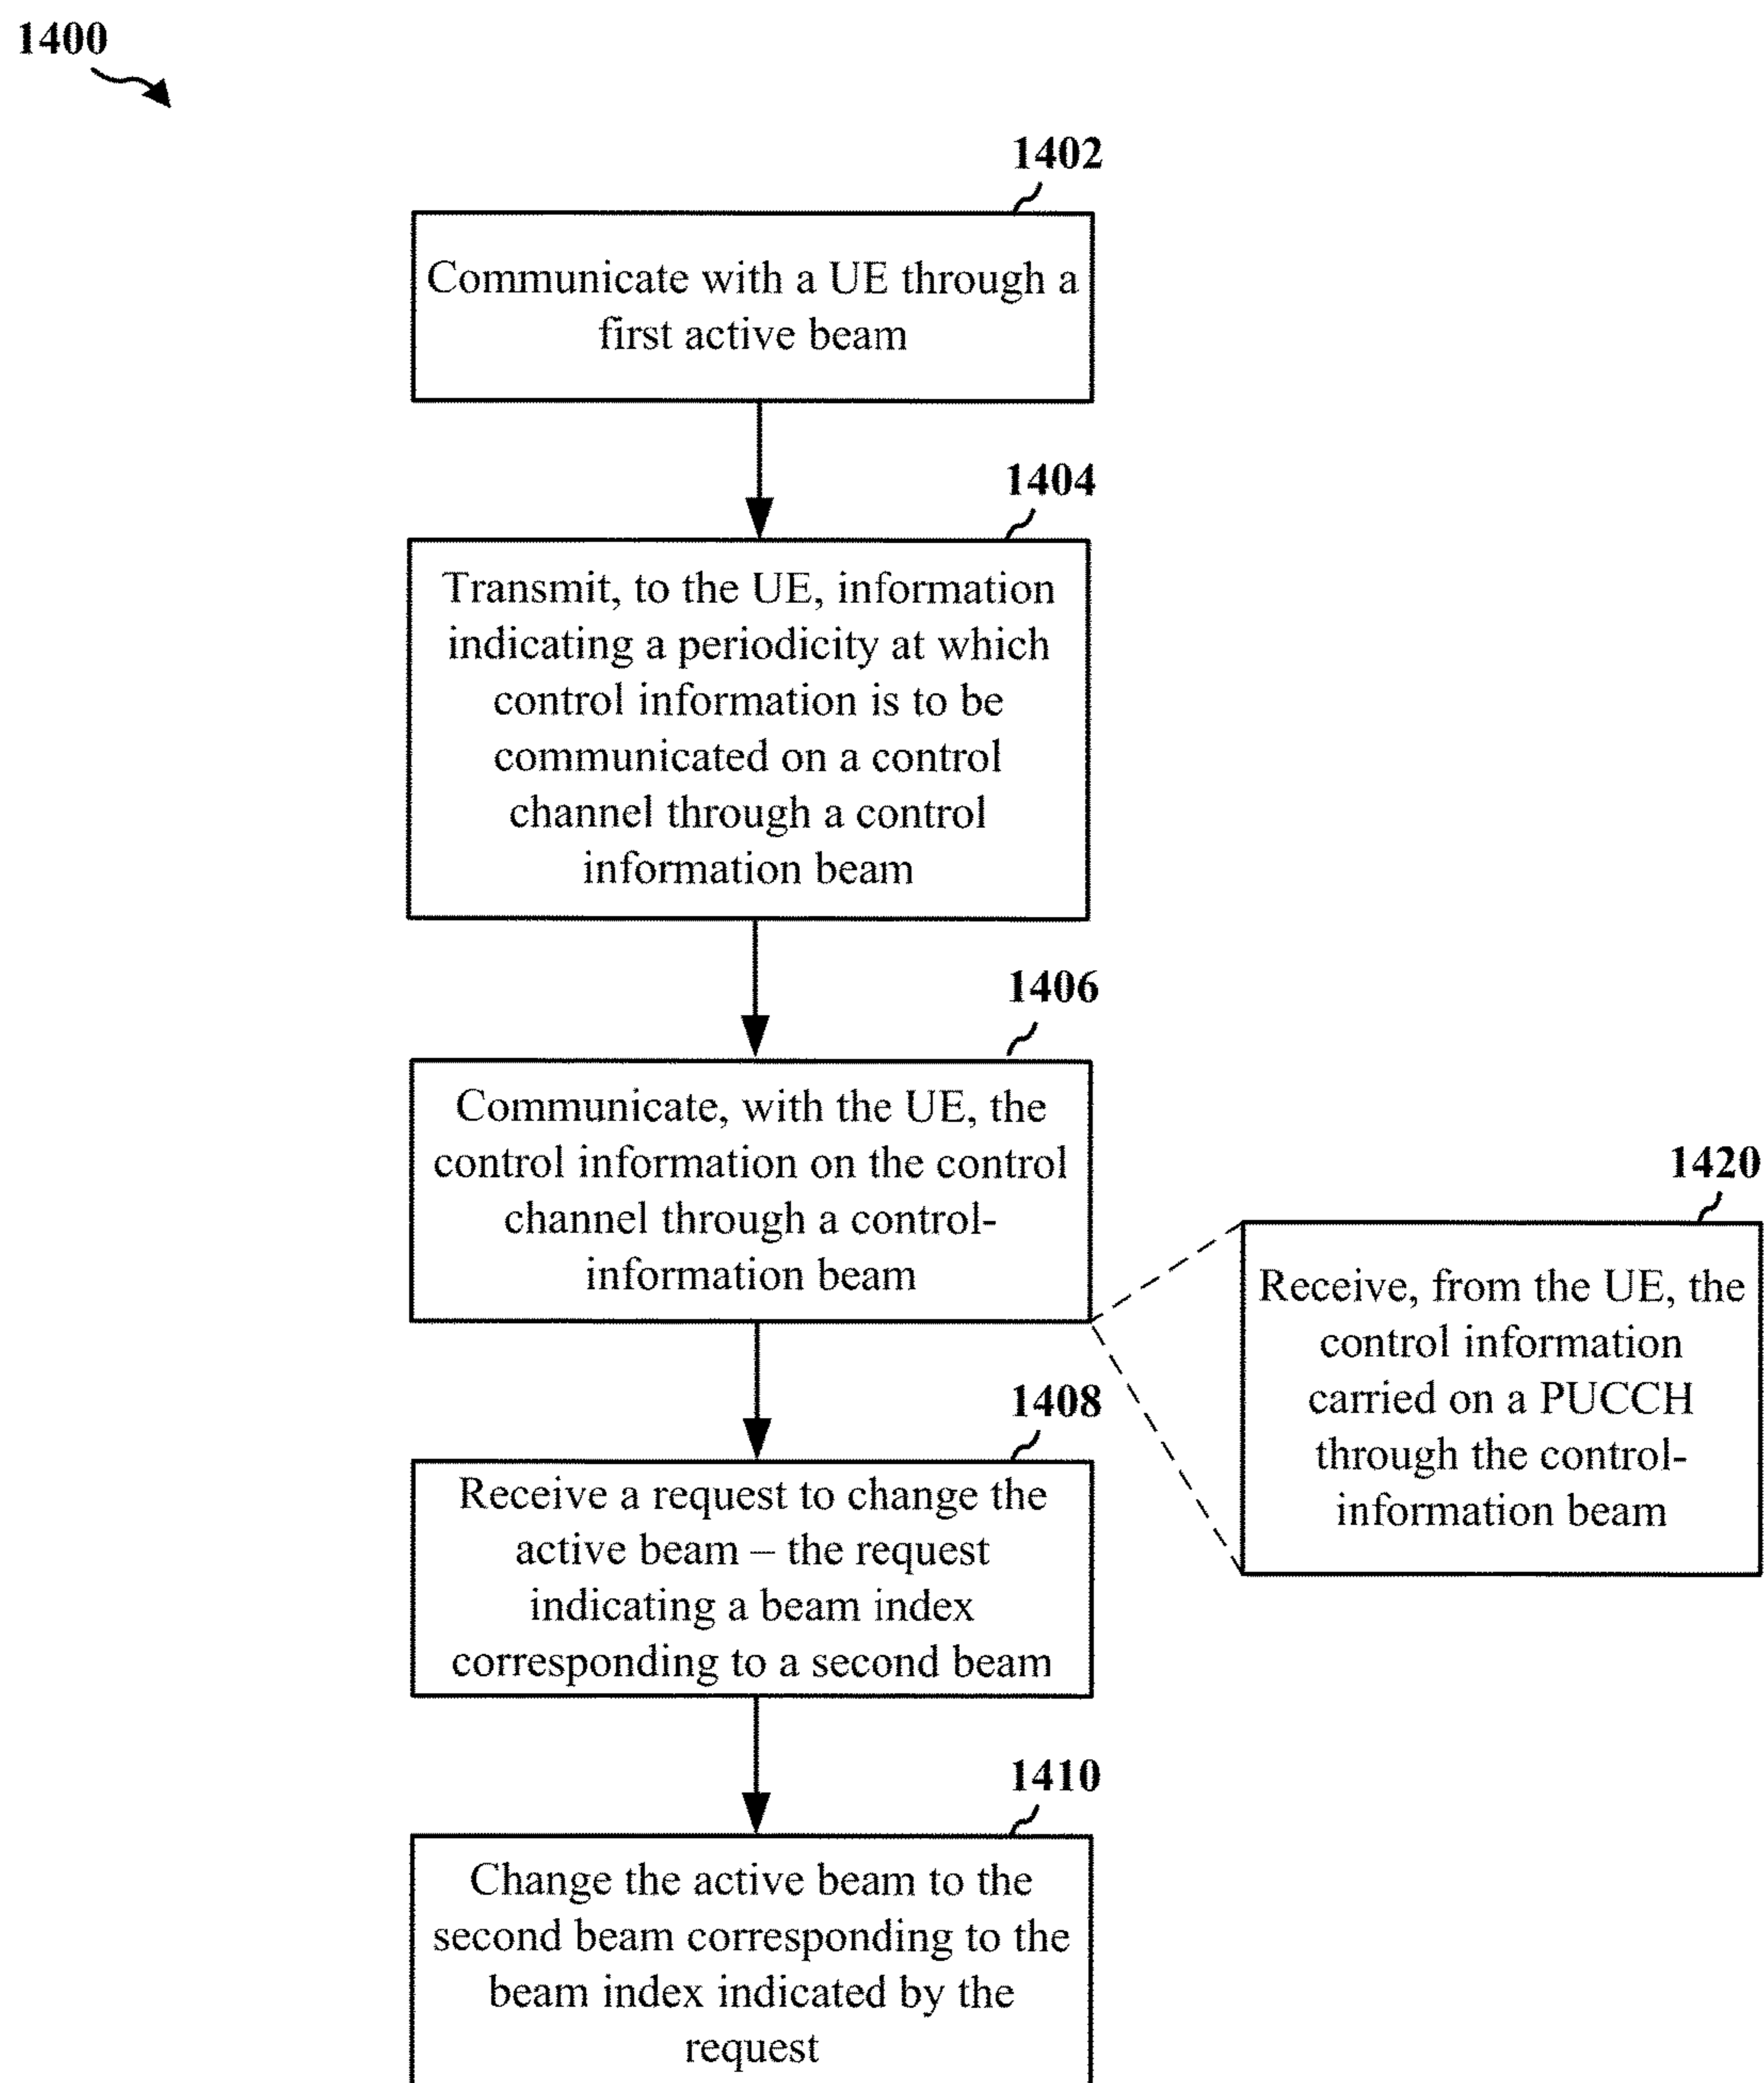 1400
1402
Communicate with a UE through a
first active beam
1404
Transmit, to the UE, information
indicating a periodicity at which
control information is to be
communicated on a control
channel through a control
information beam
1406
Communicate, with the UE, the
control information on the control
channel through a control-
information beam
1420
Receive, from the UE, the
control information
carried on a PUCCH
through the control-
information beam
1408
Receive a request to change the
active beam – the request
indicating a beam index
corresponding to a second beam
1410
Change the active beam to the
second beam corresponding to the
beam index indicated by the
request